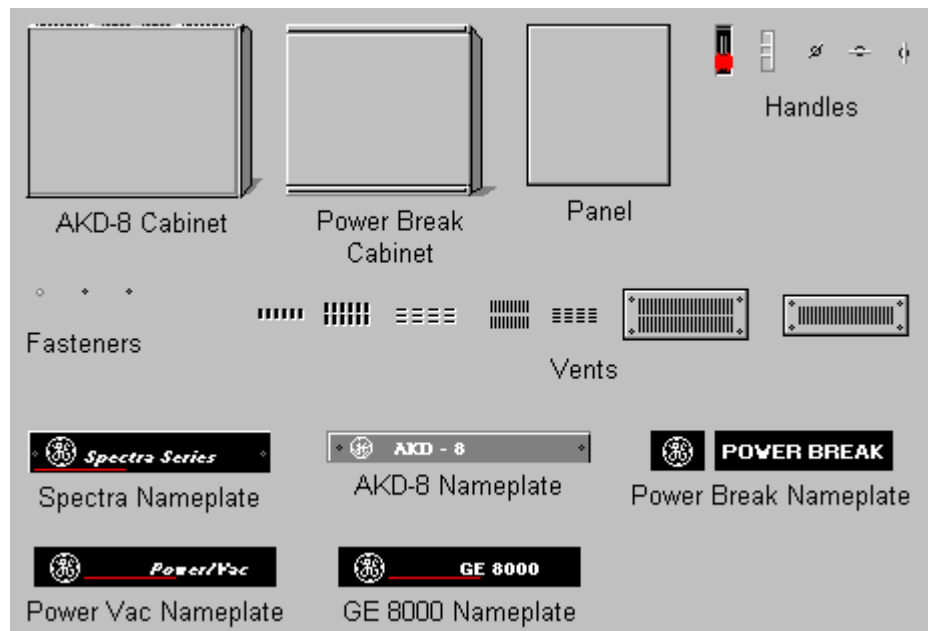 Handles
AKD-8 Cabinet
Power Break
Cabinet
Panel
Fasteners
Vents
Spectra Series
AKD - 8
POWER BREAK
Spectra Nameplate
AKD-8 Nameplate
Power Break Nameplate
Power/Vac
GE 8000
Power Vac Nameplate
GE 8000 Nameplate